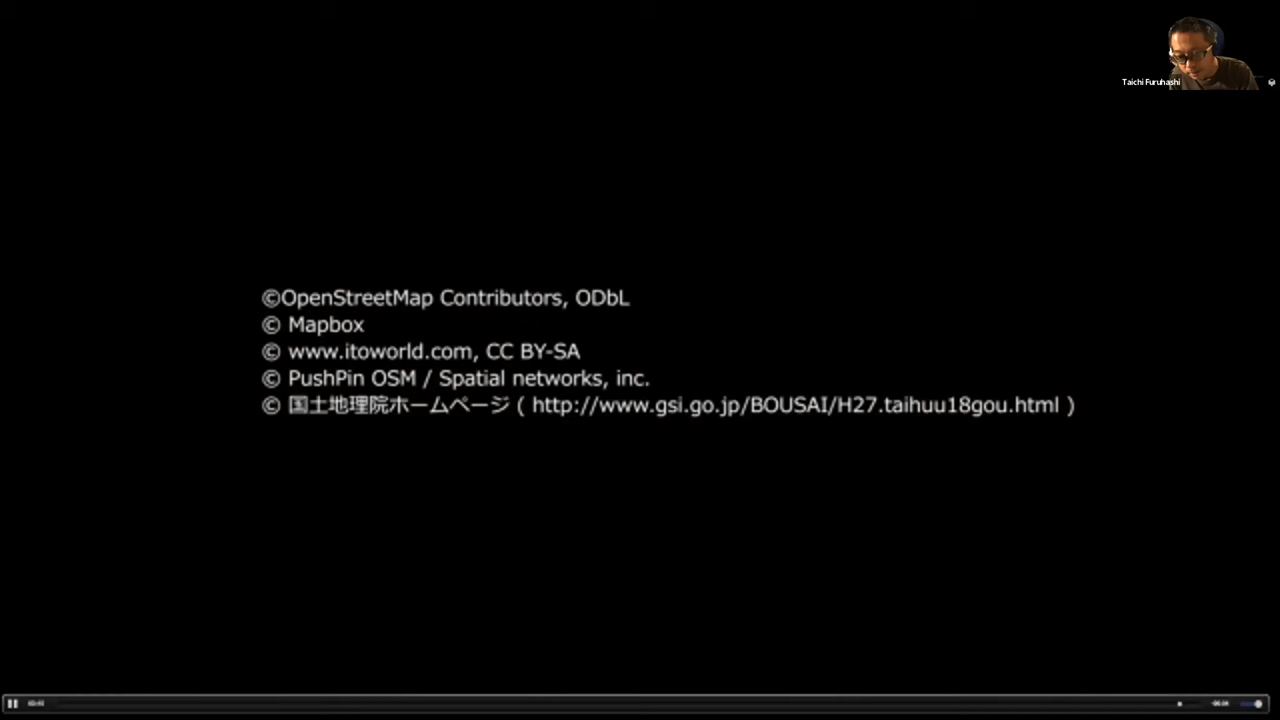 Taichi Furuhashi
©OpenStreetMap Contributors, ODbL
© Mapbox
© www.itoworld.com, CC BY-SA
© PushPin OSM / Spatial networks, inc.
© 国土地理院ホームページ ( http://www.gsi.go.jp/BOUSAI/H27.taihuu18gou.html )